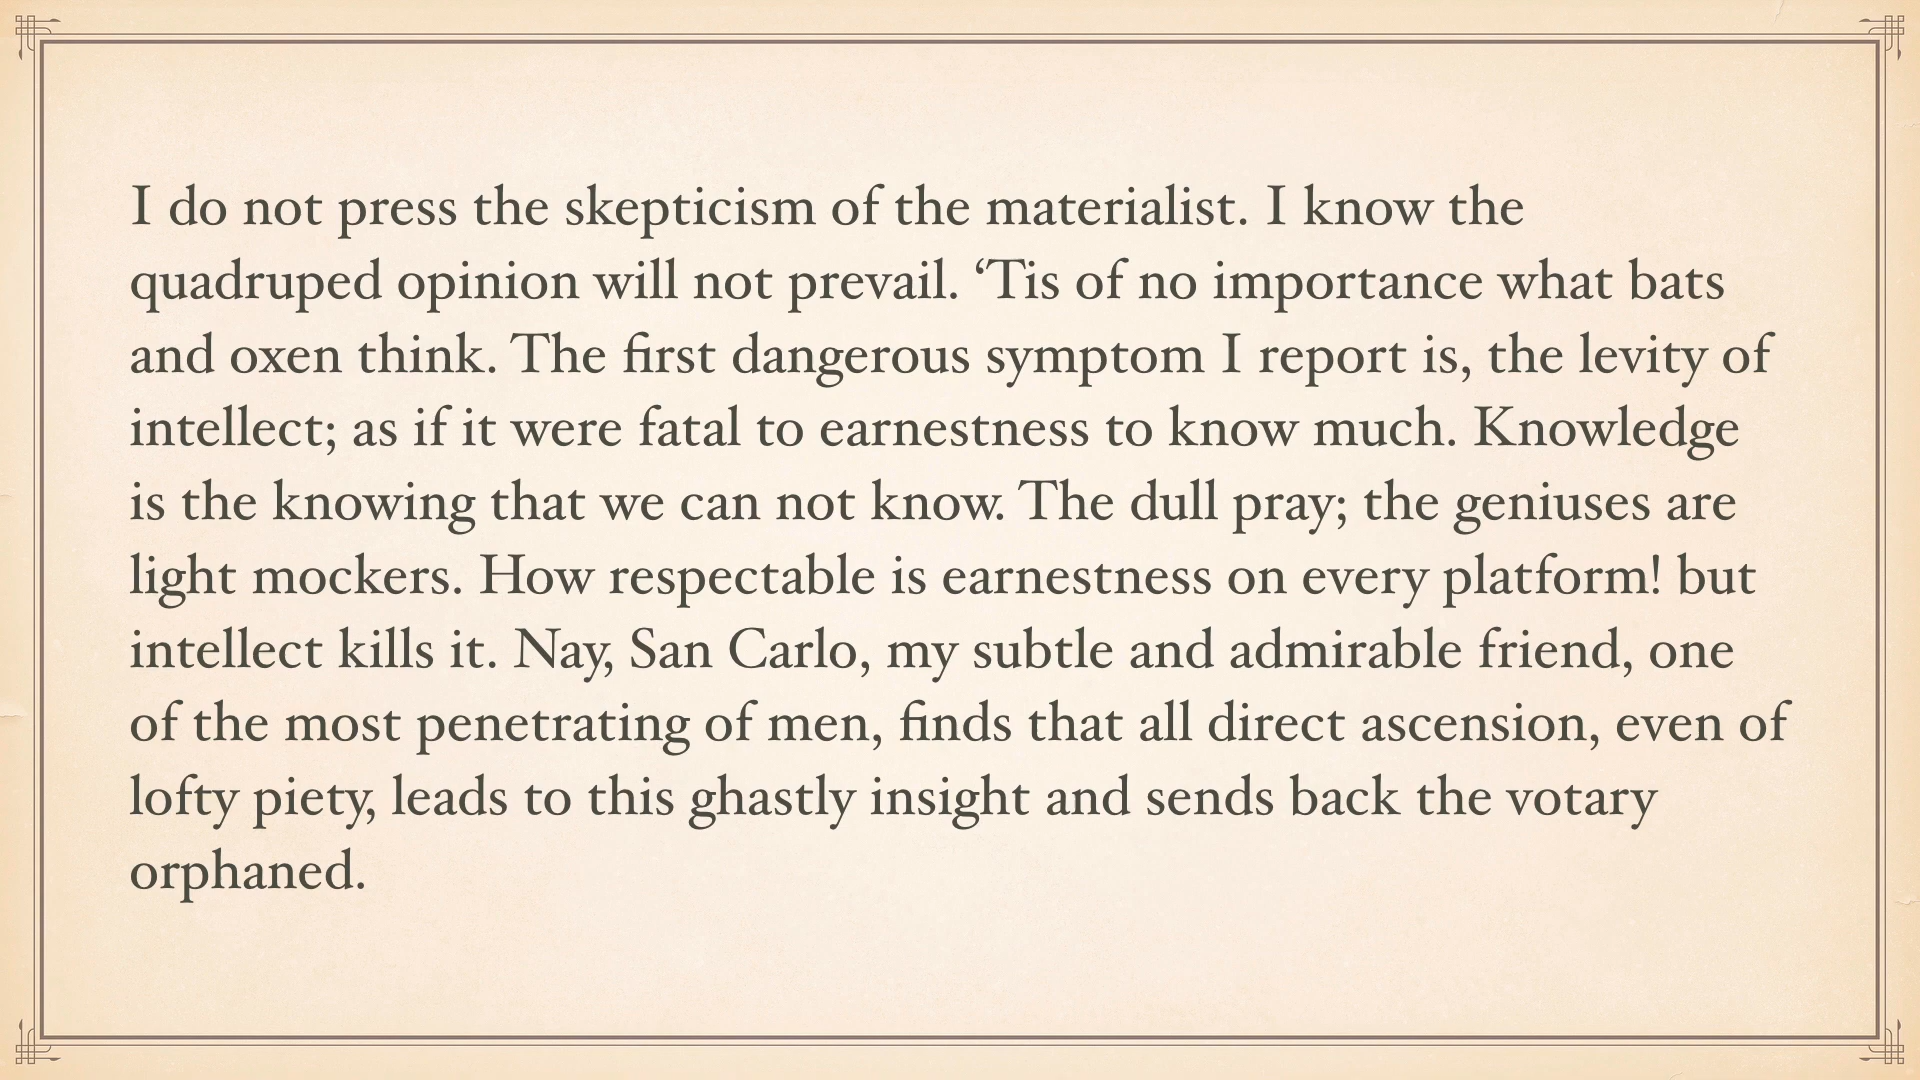 I do not press the skepticism of the materialist. I know the
quadruped opinion will not prevail. ‘Tis of no importance what bats
and oxen think. The first dangerous symptom I report is, the levity of
intellect; as if it were fatal to earnestness to know much. Knowledge
is the knowing that we can not know. The dull pray; the geniuses are
light mockers. How respectable is earnestness on every platform! but
intellect kills it. Nay, San Carlo, my subtle and admirable friend, one
of the most penetrating of men, finds that all direct ascension, even of
lofty piety, leads to this ghastly insight and sends back the votary
orphaned.